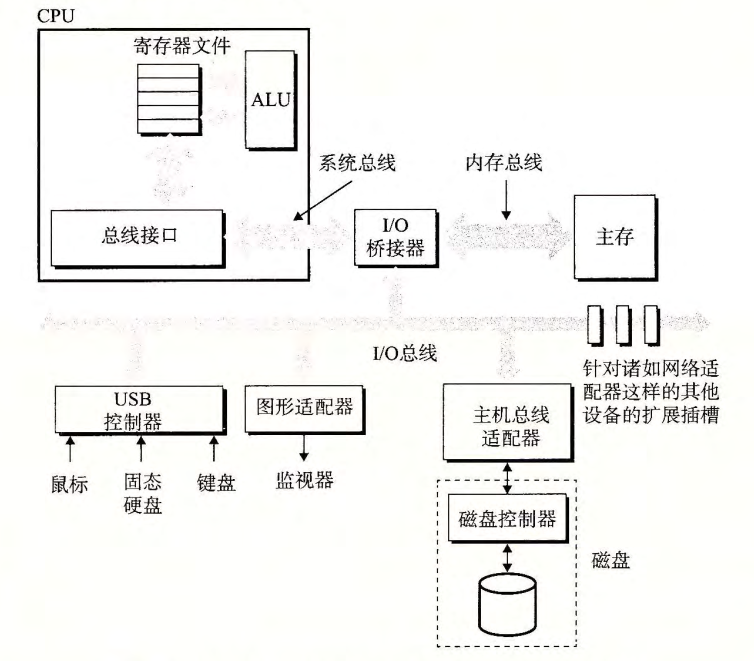 CPU
寄存器文件
ALU
系统总线
内存总线
总线接口
I/O
桥接器
主存
I/O总线
针对诸如网络适
配器这样的其他
设备的扩展插槽
USB
控制器
图形适配器
主机总线
适配器
鼠标
固态
硬盘
键盘
监视器
磁盘控制器
磁盘